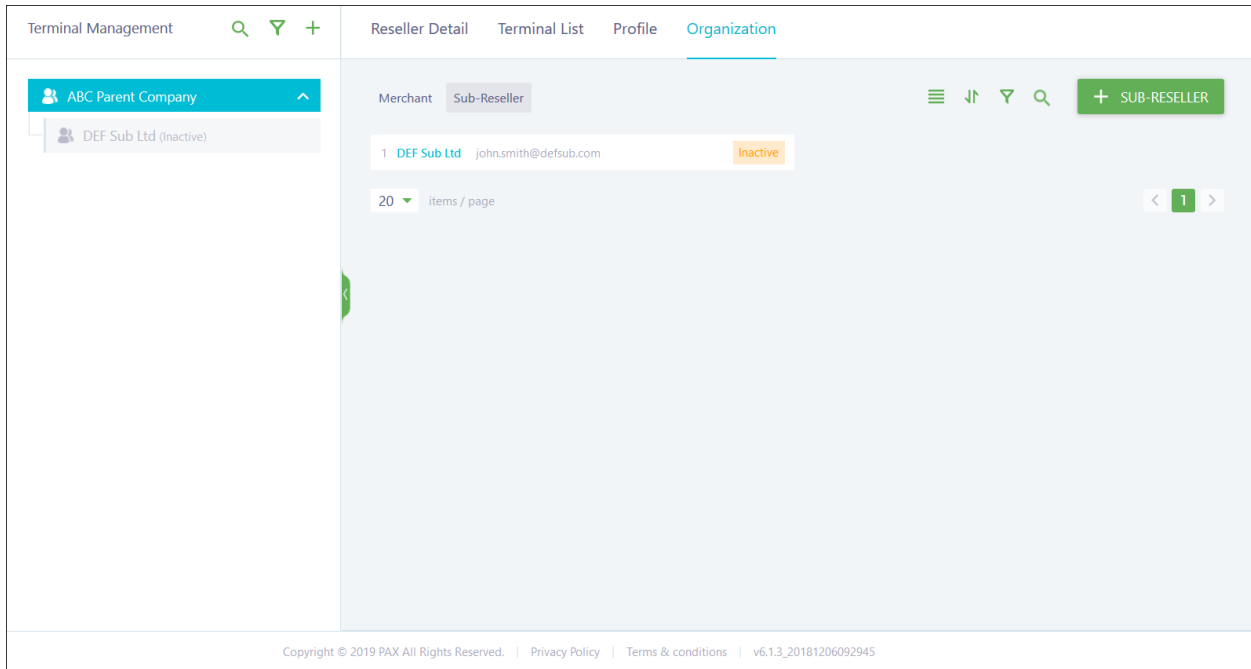 Terminal Management
Reseller Detail Terminal List Profile Organization
ABC Parent Company
DEF Sub Ltd (Inactive)
Merchant Sub-Reseller
+ SUB-RESELLER
1 DEF Sub Ltd john.smith@defsub.com Inactive
20 items / page
< 1 >
Copyright © 2019 PAX All Rights Reserved. | Privacy Policy | Terms & conditions | v6.1.3_20181206092945